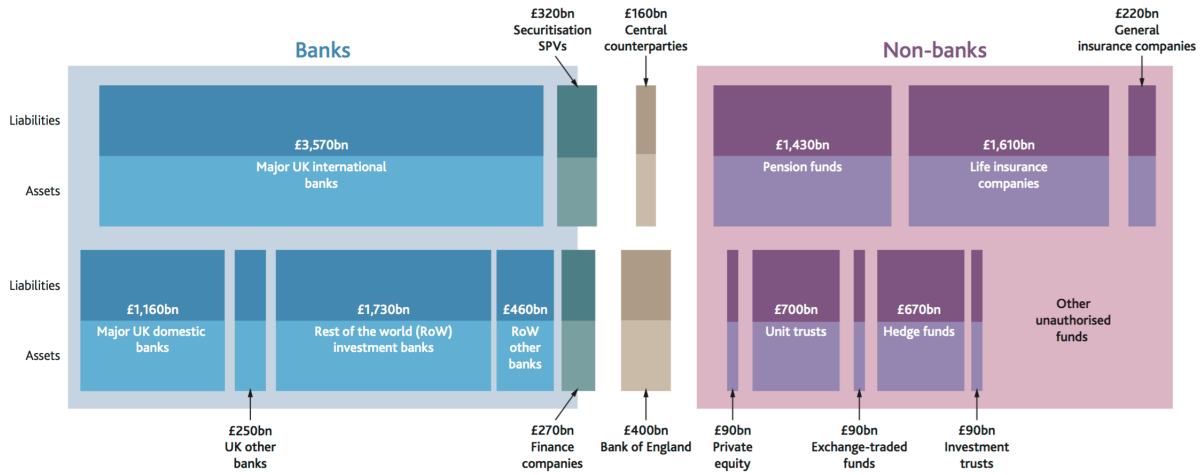 £320bn
Securitisation
SPVs
£160bn
Central
counterparties
£220bn
General
insurance companies
Banks
Non-banks
Liabilities
Assets
£3,570bn
Major UK international
banks
£1,430bn
Pension funds
£1,610bn
Life insurance
companies
Liabilities
Assets
£1,160bn
Major UK domestic
banks
£1,730bn
Rest of the world (RoW)
investment banks
£460bn
RoW
other
banks
£700bn
Unit trusts
£670bn
Hedge funds
Other
unauthorised
funds
£250bn
UK other
banks
£270bn
Finance
companies
£400bn
Bank of England
£90bn
Private
equity
£90bn
Exchange-traded
funds
£90bn
Investment
trusts